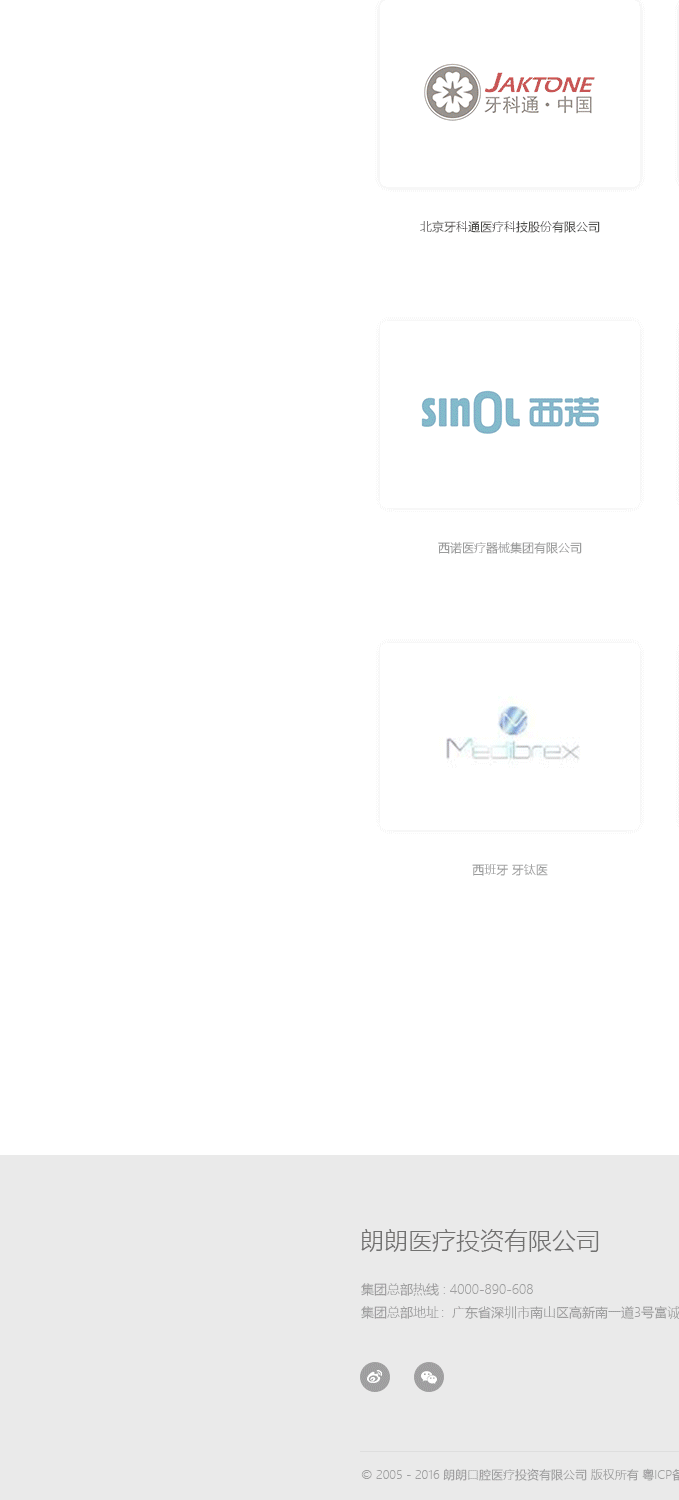 JAKTONE
牙科通·中国
北京牙科通医疗科技股份有限公司
SINOL 西诺
西诺医疗器械集团有限公司
Medibrex
西班牙 牙钛医
朗朗医疗投资有限公司
集团总部热线 : 4000-890-608
集团总部地址 : 广东省深圳市南山区高新南一道3号富诚
© 2005 - 2016 朗朗口腔医疗投资有限公司 版权所有 粤ICP备